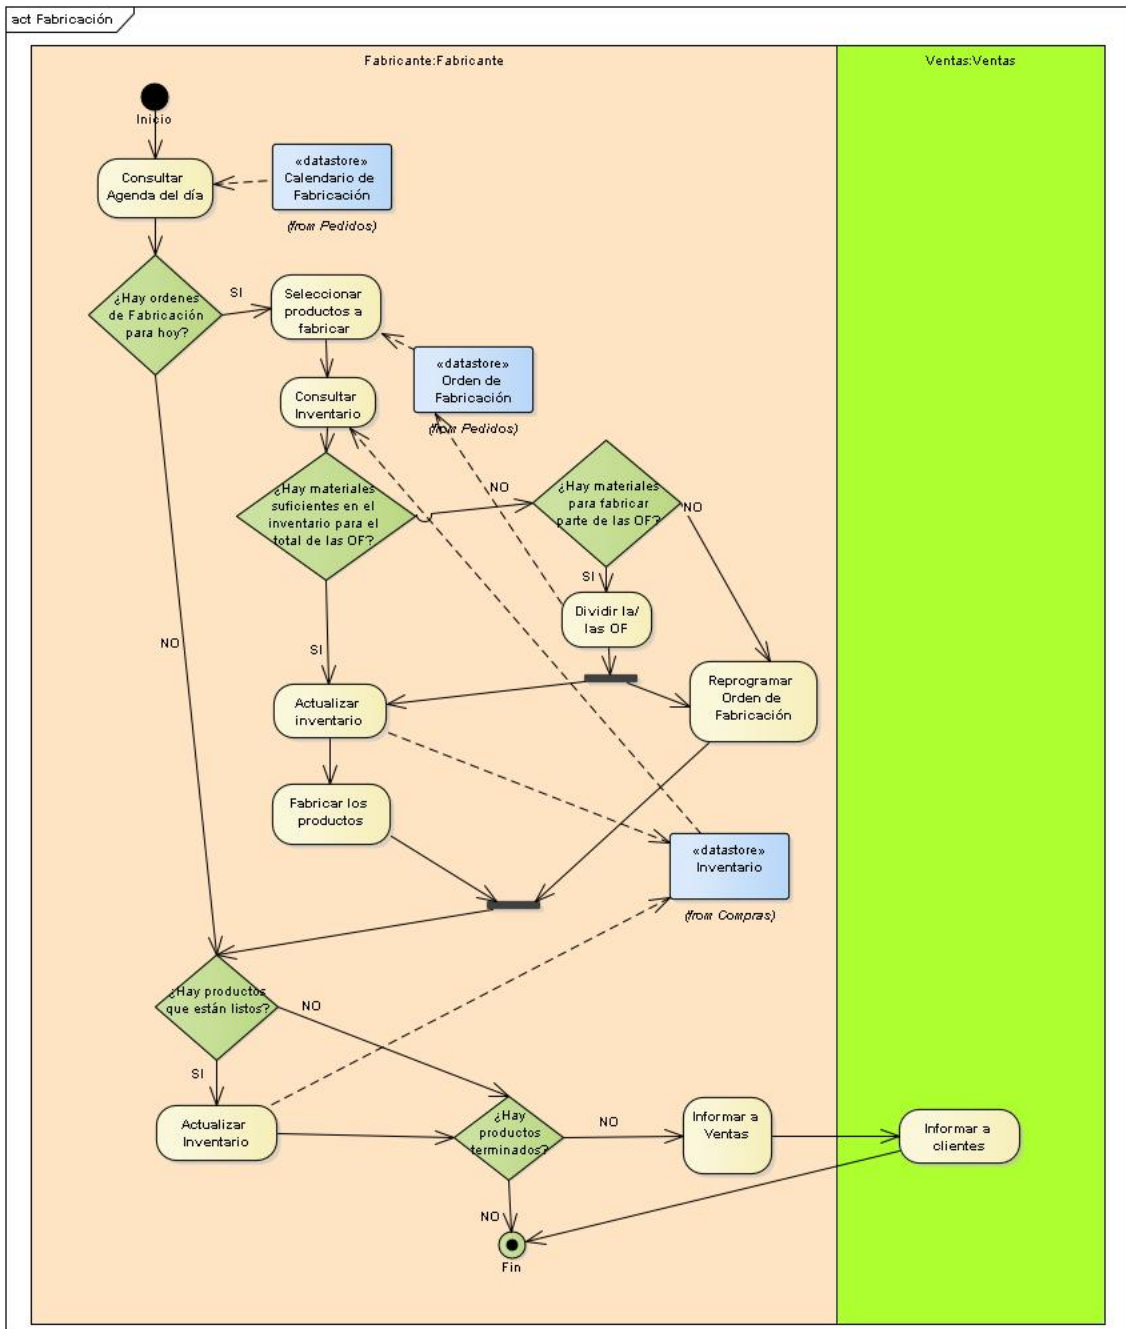 act Fabricación
Fabricante:Fabricante
Ventas:Ventas
Inicio
Consultar
Agenda del día
«datastore»
Calendario de
Fabricación
(from Pedidos)
¿Hay ordenes
de Fabricación
para hoy?
SI
Seleccionar
productos a
fabricar
«datastore»
Orden de
Fabricación
(from Pedidos)
Consultar
Inventario
¿Hay materiales
suficientes en el
inventario para el
total de las OF?
NO
¿Hay materiales
para fabricar
parte de las OF?
NO
SI
Dividir la/
las OF
NO
SI
Actualizar
inventario
Reprogramar
Orden de
Fabricación
Fabricar los
productos
«datastore»
Inventario
(from Compras)
¿Hay productos
que están listos?
NO
SI
Actualizar
Inventario
¿Hay
productos
terminados?
NO
Informar a
Ventas
Informar a
clientes
NO
Fin